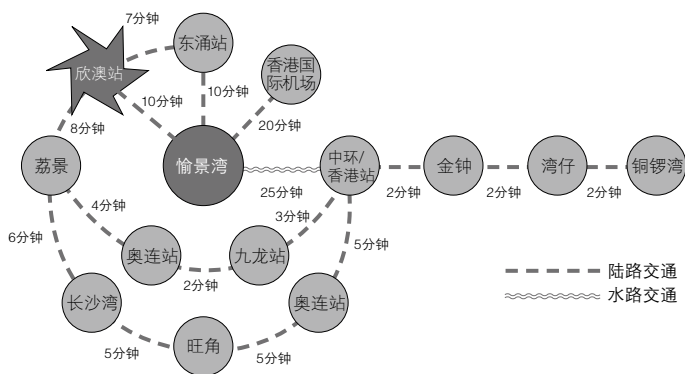 7分钟
东涌站
欣澳站
香港国
际机场
10分钟
10分钟
20分钟
8分钟
荔景
愉景湾
中环/
香港站
金钟
湾仔
铜锣湾
25分钟
2分钟
2分钟
2分钟
4分钟
3分钟
6分钟
5分钟
奥连站
九龙站
2分钟
长沙湾
奥连站
旺角
5分钟
5分钟
陆路交通
水路交通